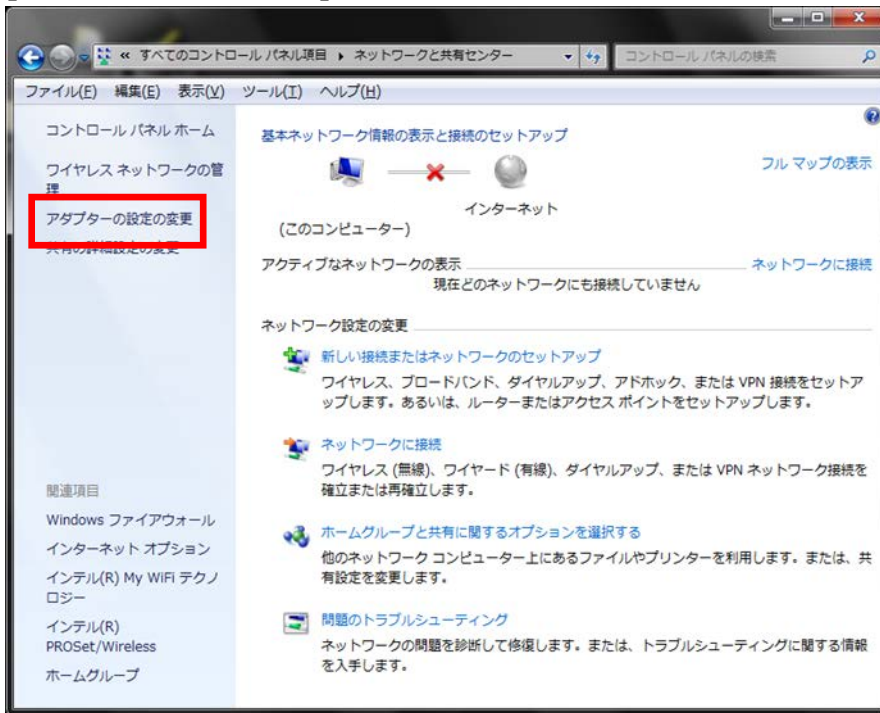 « すべてのコントロール パネル項目 ▸ ネットワークと共有センター
コントロール パネルの検索
ファイル(F) 編集(E) 表示(V) ツール(T) ヘルプ(H)
コントロール パネル ホーム
ワイヤレス ネットワークの管
理
アダプターの設定の変更
共有の詳細設定の変更
基本ネットワーク情報の表示と接続のセットアップ
フル マップの表示
インターネット
(このコンピューター)
アクティブなネットワークの表示
ネットワークに接続
現在どのネットワークにも接続していません
ネットワーク設定の変更
新しい接続またはネットワークのセットアップ
ワイヤレス、ブロードバンド、ダイヤルアップ、アドホック、または VPN 接続をセットア
ップします。あるいは、ルーターまたはアクセス ポイントをセットアップします。
ネットワークに接続
ワイヤレス (無線)、ワイヤード (有線)、ダイヤルアップ、または VPN ネットワーク接続を
確立または再確立します。
ホームグループと共有に関するオプションを選択する
他のネットワーク コンピューター上にあるファイルやプリンターを利用します。または、共
有設定を変更します。
問題のトラブルシューティング
ネットワークの問題を診断して修復します。または、トラブルシューティングに関する情報
を入手します。
関連項目
Windows ファイアウォール
インターネット オプション
インテル(R) My WiFi テクノ
ロジー
インテル(R)
PROSet/Wireless
ホームグループ